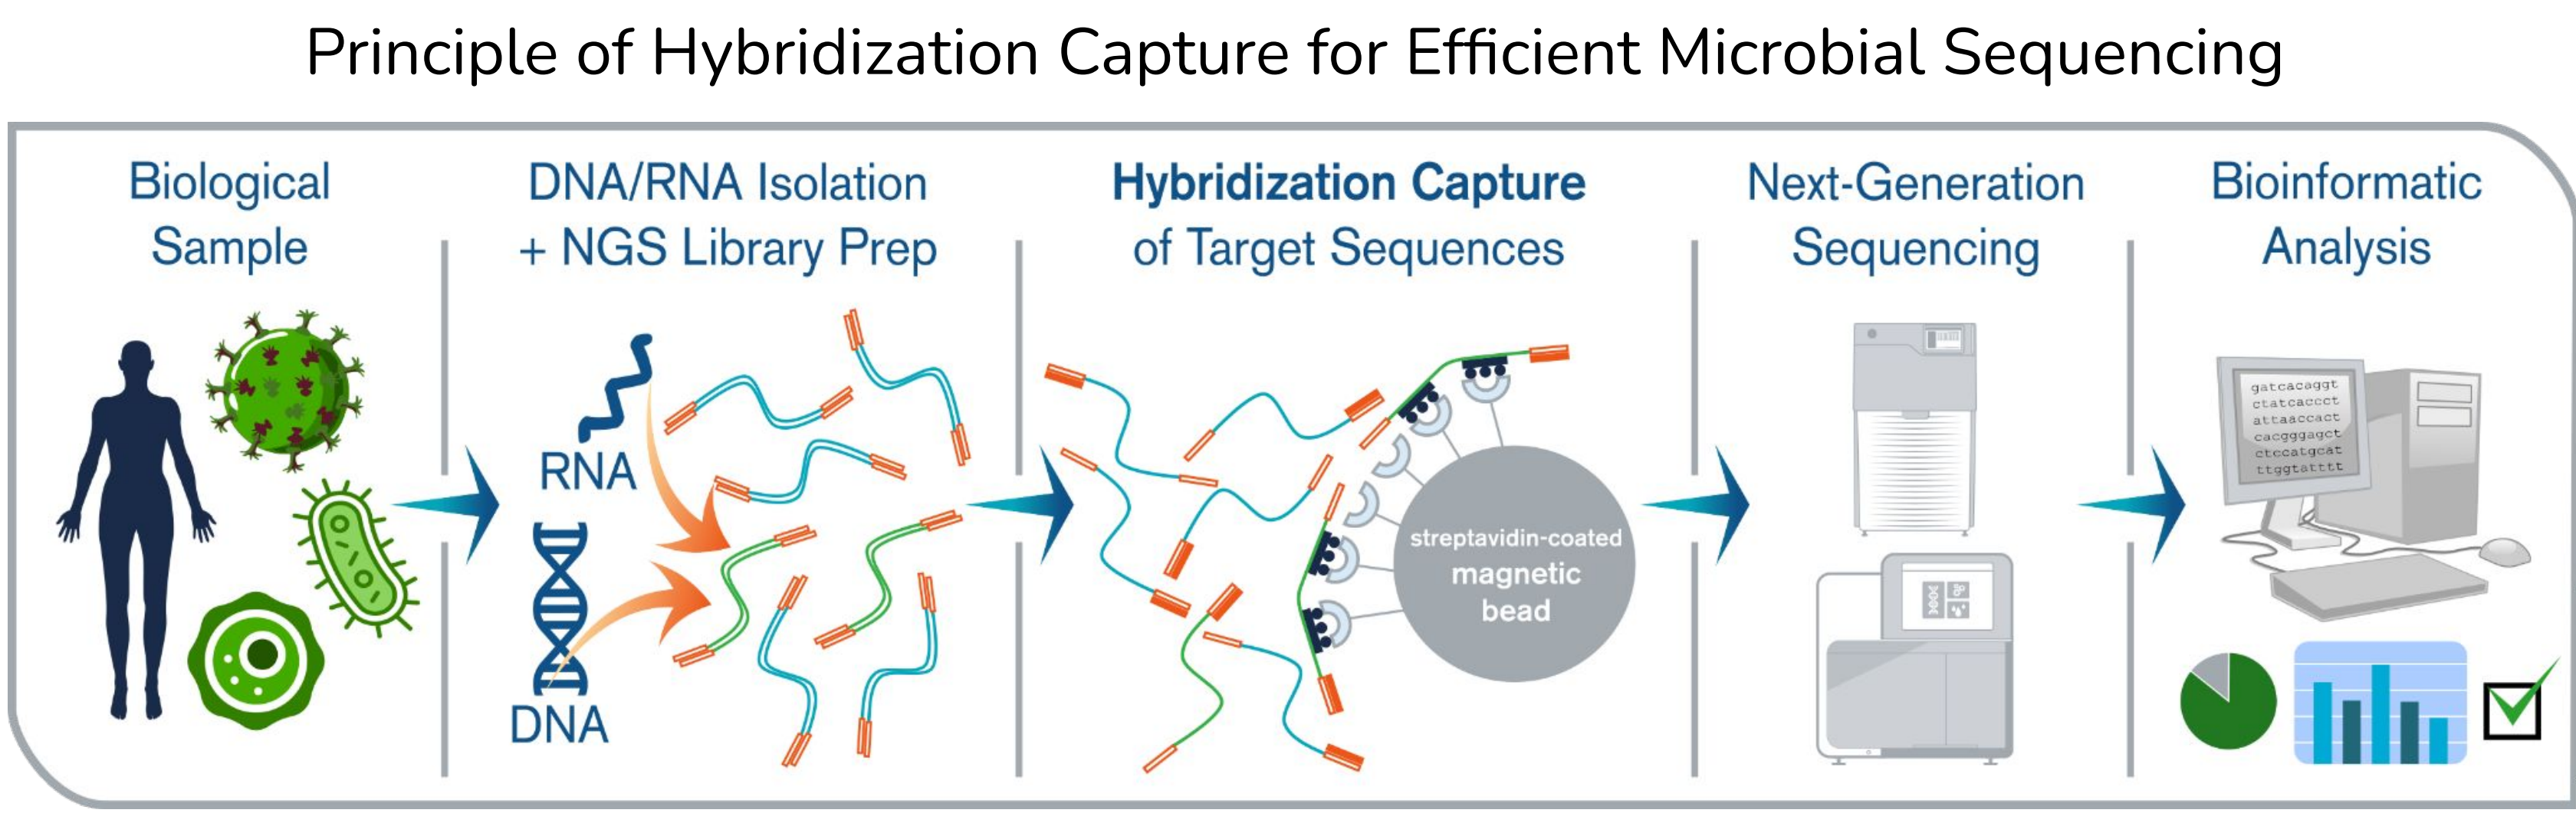 Principle of Hybridization Capture for Efficient Microbial Sequencing
Biological
Sample
DNA/RNA Isolation
+ NGS Library Prep
RNA
DNA
Hybridization Capture
of Target Sequences
streptavidin-coated
magnetic
bead
Next-Generation
Sequencing
Bioinformatic
Analysis
gatcacaggt
ctatcaccct
attaaccact
cacgggagct
ctccatgcat
ttggtatttt